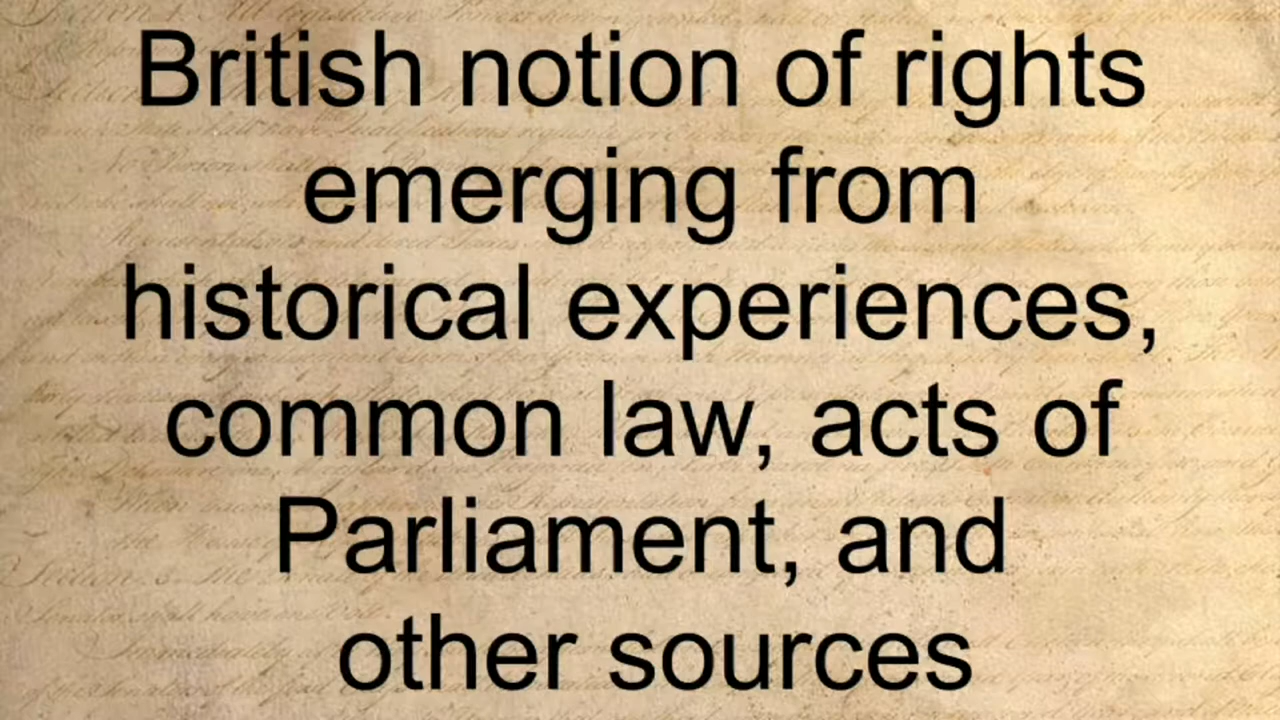 British notion of rights
emerging from
historical experiences,
common law, acts of
Parliament, and
other sources